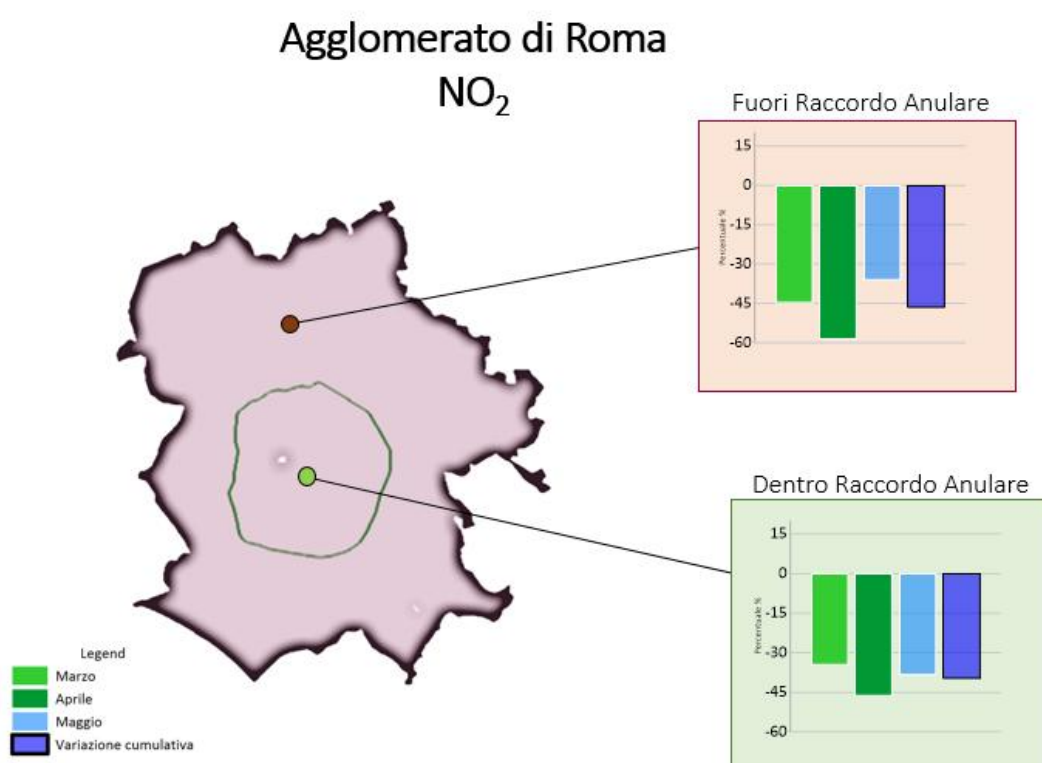 Agglomerato di Roma
NO₂
Fuori Raccordo Anulare
15
0
-15
-30
-45
-60
Percentuale %
Dentro Raccordo Anulare
15
0
-15
-30
-45
-60
Percentuale %
Legend
Marzo
Aprile
Maggio
Variazione cumulativa